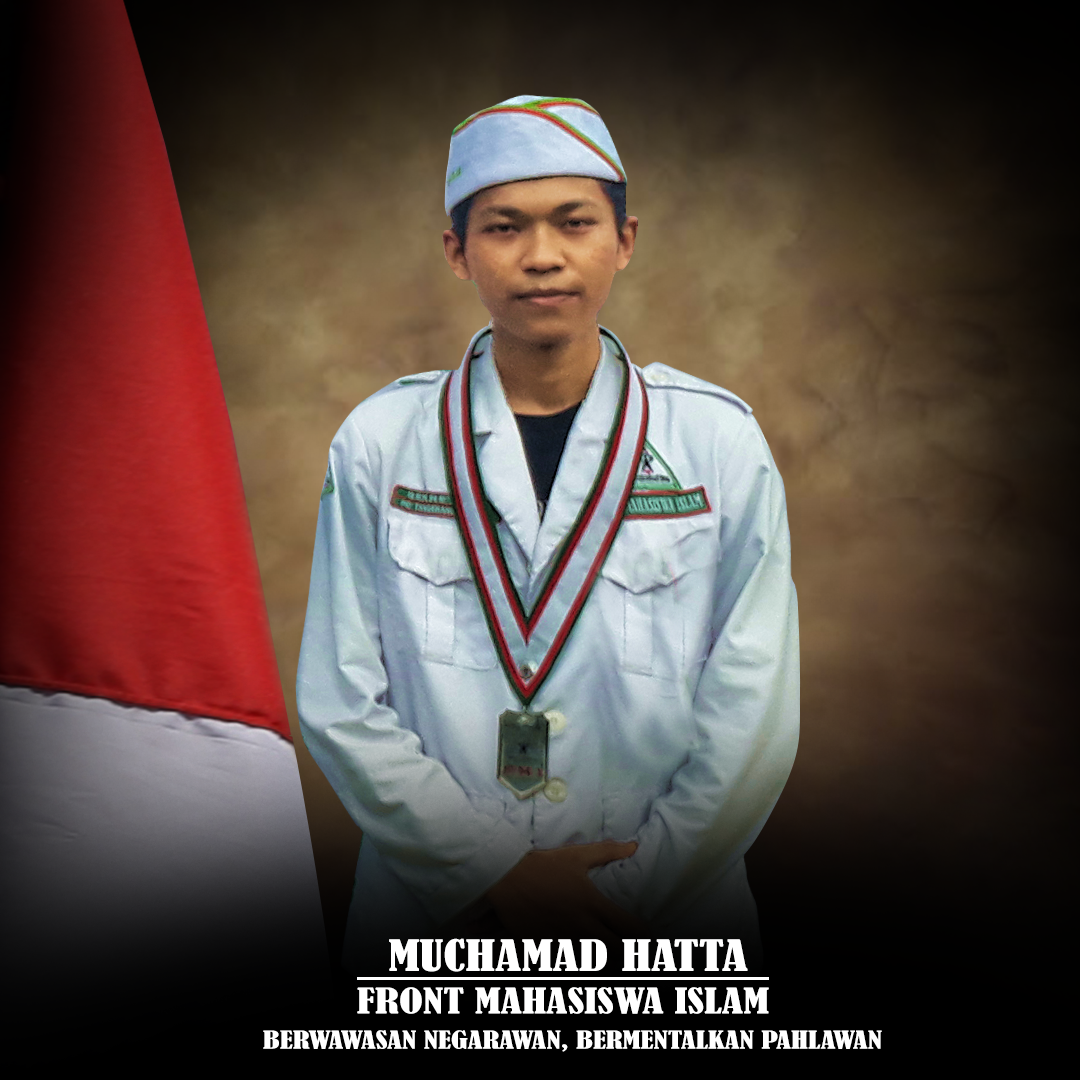 MAHASISWA ISLAM
MUCHAMAD HATTA
FRONT MAHASISWA ISLAM
BERWAWASAN NEGARAWAN, BERMENTALKAN PAHLAWAN